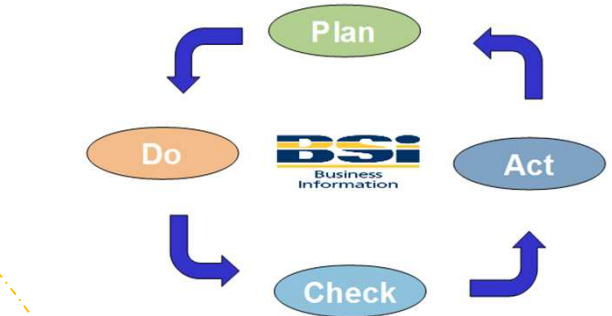 Plan
Do
BSi
Business
Information
Act
Check